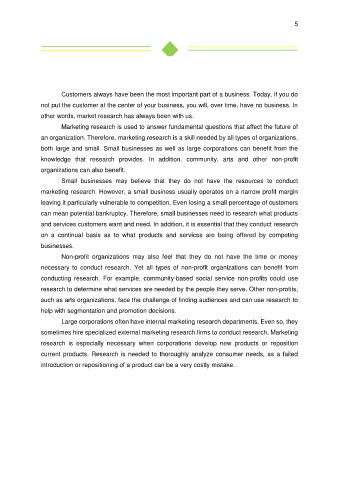 5
Customers always have been the most important part of a business. Today, if you do
not put the customer at the center of your business, you will, over time, have no business. In
other words, market research has always been with us.
Marketing research is used to answer fundamental questions that affect the future of
an organization. Therefore, marketing research is a skill needed by all types of organizations,
both large and small. Small businesses as well as large corporations can benefit from the
knowledge that research provides. In addition, community, arts and other non-profit
organizations can also benefit.
Small businesses may believe that they do not have the resources to conduct
marketing research. However, a small business usually operates on a narrow profit margin
leaving it particularly vulnerable to competition. Even losing a small percentage of customers
can mean potential bankruptcy. Therefore, small businesses need to research what products
and services customers want and need. In addition, it is essential that they conduct research
on a continual basis as to what products and services are being offered by competing
businesses.
Non-profit organizations may also feel that they do not have the time or money
necessary to conduct research. Yet all types of non-profit organizations can benefit from
conducting research. For example, community-based social service non-profits could use
research to determine what services are needed by the people they serve. Other non-profits,
such as arts organizations, face the challenge of finding audiences and can use research to
help with segmentation and promotion decisions.
Large corporations often have internal marketing research departments. Even so, they
sometimes hire specialized external marketing research firms to conduct research. Marketing
research is especially necessary when corporations develop new products or reposition
current products. Research is needed to thoroughly analyze consumer needs, as a failed
introduction or repositioning of a product can be a very costly mistake.